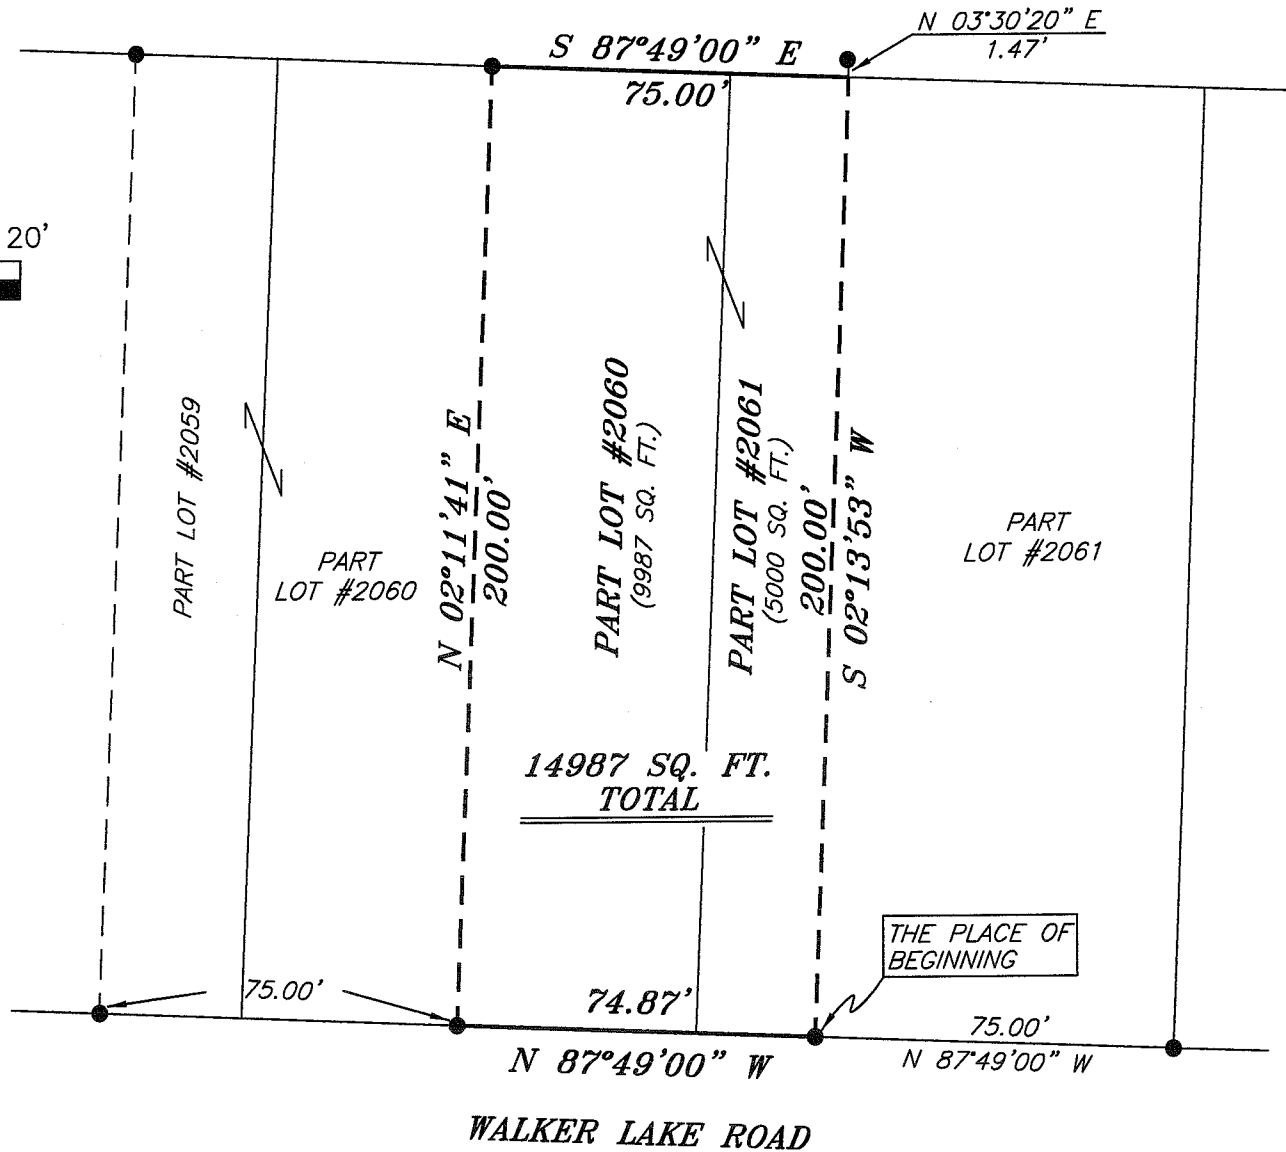 N 03°30'20" E
1.47'
S 87°49'00" E
75.00'
20'
PART LOT #2059
PART
LOT #2060
N 02°11'41" E
200.00'
PART LOT #2060
(9987 SQ. FT.)
PART LOT #2061
(5000 SQ. FT.)
200.00'
S 02°13'53" W
PART
LOT #2061
14987 SQ. FT.
TOTAL
THE PLACE OF
BEGINNING
75.00'
74.87'
N 87°49'00" W
75.00'
N 87°49'00" W
WALKER LAKE ROAD